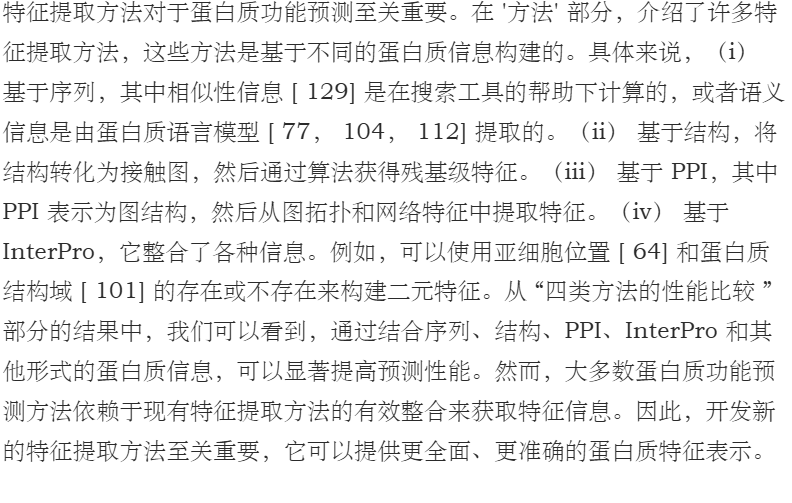 特征提取方法对于蛋白质功能预测至关重要。在 '方法' 部分，介绍了许多特
征提取方法，这些方法是基于不同的蛋白质信息构建的。具体来说，（i）
基于序列，其中相似性信息 [ 129] 是在搜索工具的帮助下计算的，或者语义
信息是由蛋白质语言模型 [ 77， 104， 112] 提取的。（ii） 基于结构，将
结构转化为接触图，然后通过算法获得残基级特征。（iii） 基于 PPI，其中
PPI 表示为图结构，然后从图拓扑和网络特征中提取特征。（iv） 基于
InterPro，它整合了各种信息。例如，可以使用亚细胞位置 [ 64] 和蛋白质
结构域 [ 101] 的存在或不存在来构建二元特征。从 “四类方法的性能比较 ”
部分的结果中，我们可以看到，通过结合序列、结构、PPI、InterPro 和其
他形式的蛋白质信息，可以显著提高预测性能。然而，大多数蛋白质功能预
测方法依赖于现有特征提取方法的有效整合来获取特征信息。因此，开发新
的特征提取方法至关重要，它可以提供更全面、更准确的蛋白质特征表示。